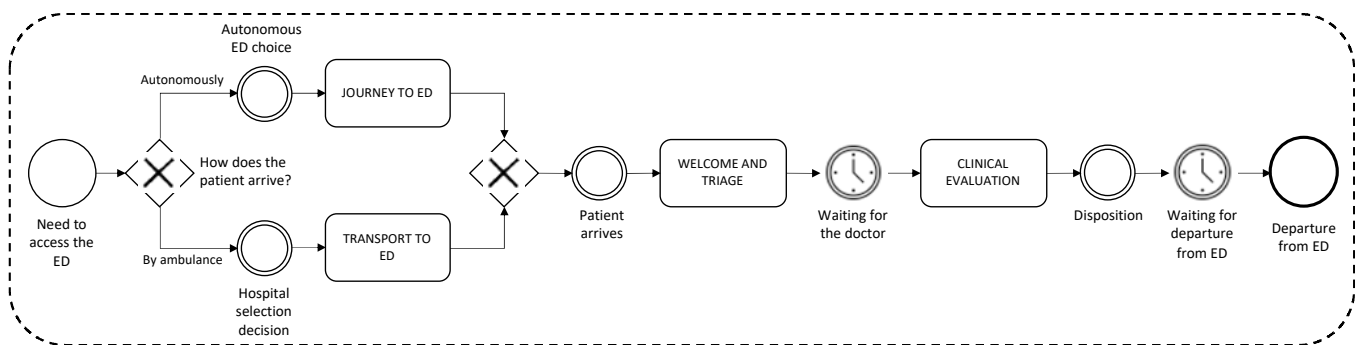 Autonomous
ED choice
Autonomously
JOURNEY TO ED
How does the
patient arrive?
Need to
access the
ED
By ambulance
TRANSPORT TO
ED
Hospital
selection
decision
Patient
arrives
WELCOME AND
TRIAGE
Waiting for
the doctor
CLINICAL
EVALUATION
Disposition
Waiting for
departure
from ED
Departure
from ED